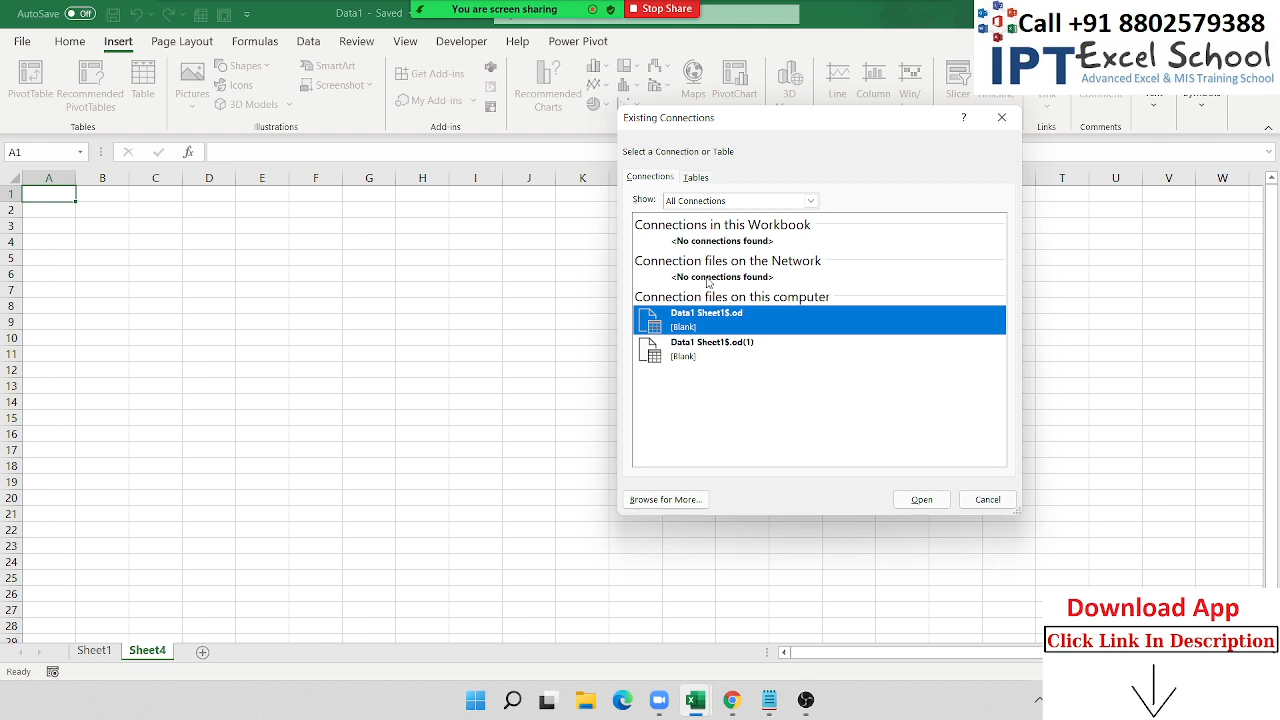 AutoSave Off
Data1 - Saved
You are screen sharing
Stop Share
Call +91 8802579388
IPT Excel School
Advanced Excel & MIS Training School
File Home Insert Page Layout Formulas Data Review View Developer Help Power Pivot
PivotTable
Recommended
PivotTables
Table
Tables
Pictures
Shapes
Icons
3D Models
SmartArt
Screenshot
Illustrations
Get Add-ins
My Add-ins
Add-ins
Recommended
Charts
Maps
PivotChart
3D
Line
Column
Win/
Slicer
Links
Comments
A1
fx
A B C D E F G H I J K T U V W
1
2
3
4
5
6
7
8
9
10
11
12
13
14
15
16
17
18
19
20
21
22
23
24
25
26
27
28
29
Existing Connections
?
Select a Connection or Table
Connections Tables
Show: All Connections
Connections in this Workbook
<No connections found>
Connection files on the Network
<No connections found>
Connection files on this computer
Data1 Sheet1$.od
[Blank]
Data1 Sheet1$.od(1)
[Blank]
Browse for More...
Open
Cancel
Download App
Click Link In Description
Sheet1 Sheet4
Ready